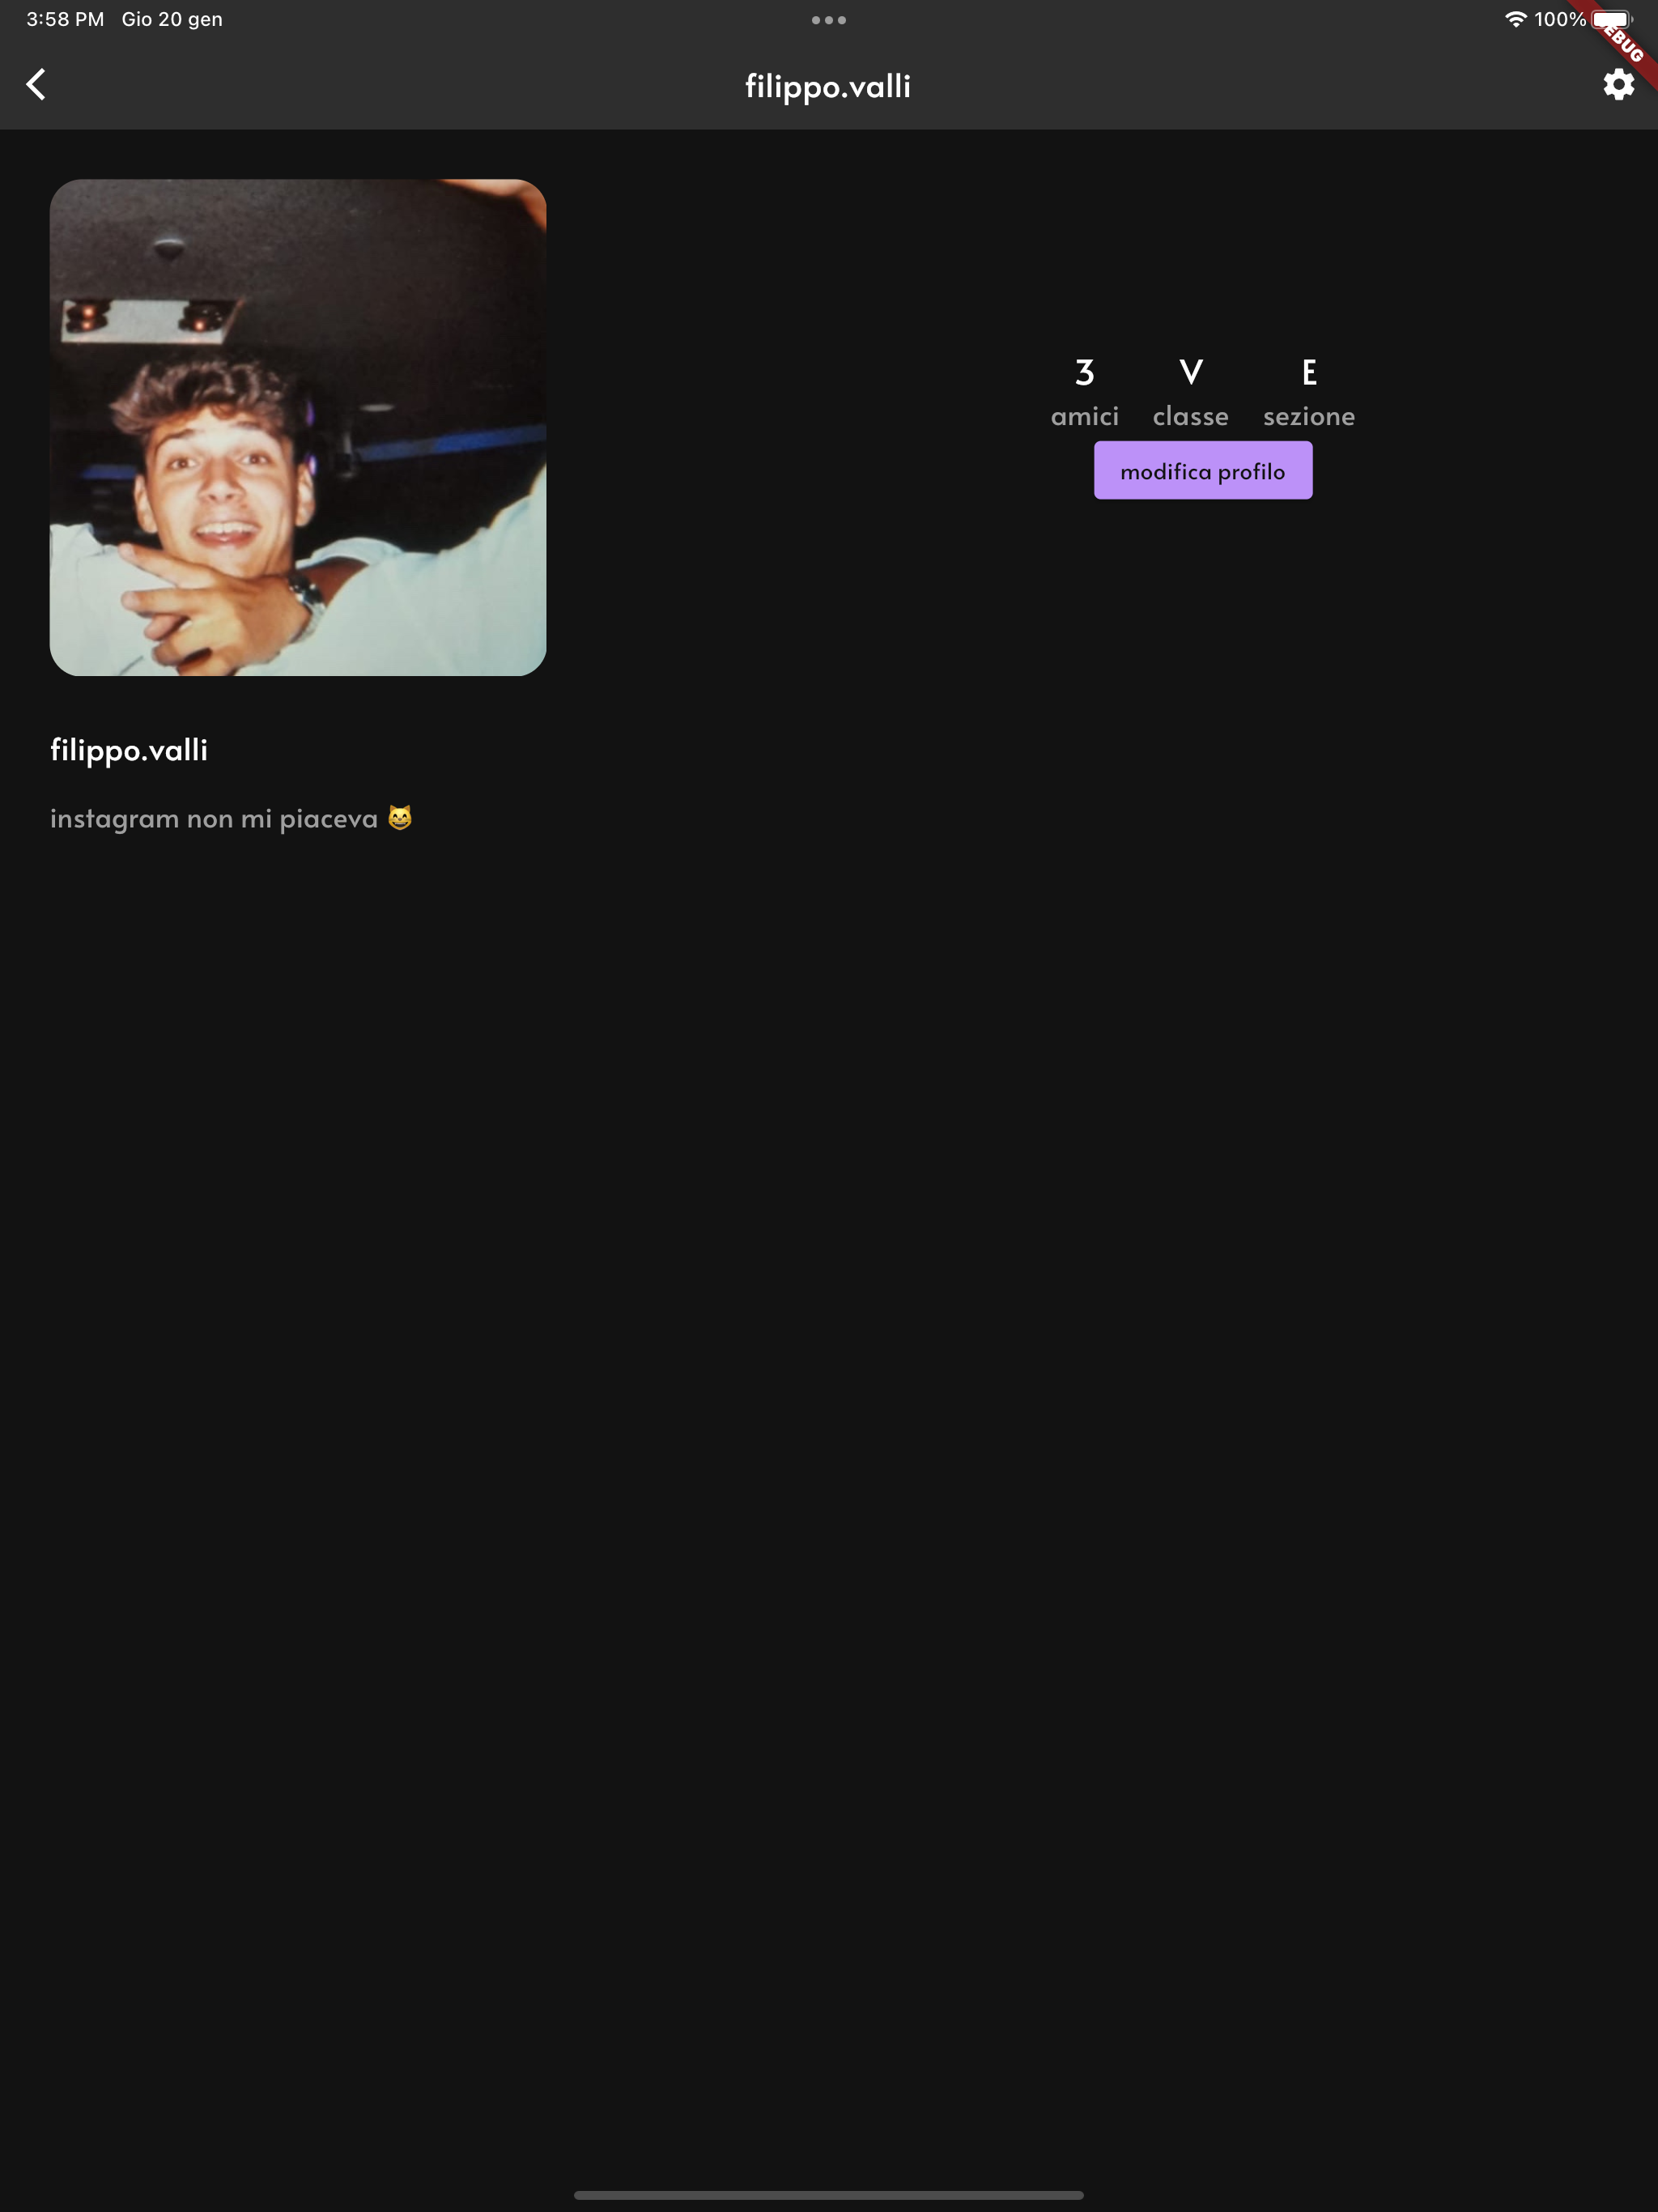 3:58 PM Gio 20 gen
100%
EBUG
filippo.valli
3 V E
amici classe sezione
modifica profilo
filippo.valli
instagram non mi piaceva 😸